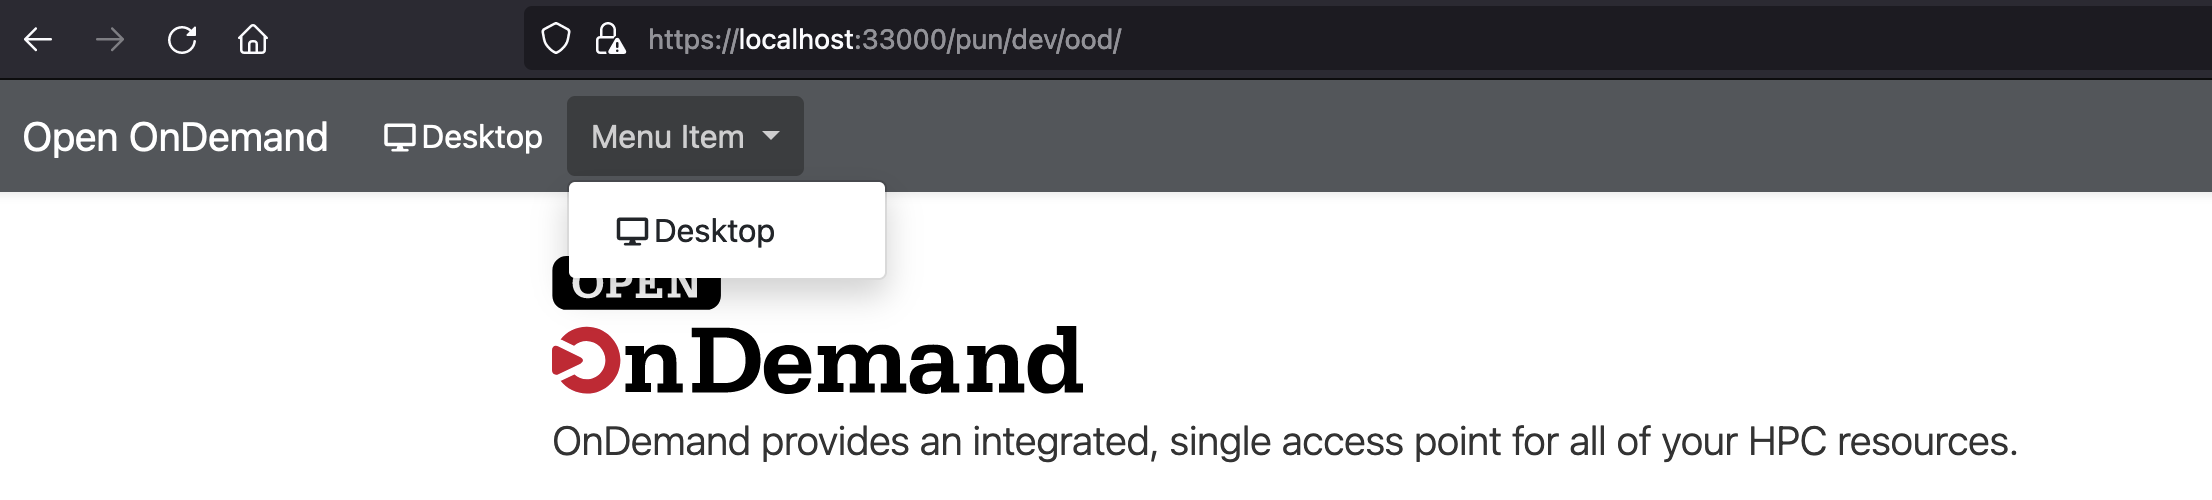 https://localhost:33000/pun/dev/ood/
Open OnDemand Desktop Menu Item
Desktop
OPEN
OnDemand
OnDemand provides an integrated, single access point for all of your HPC resources.